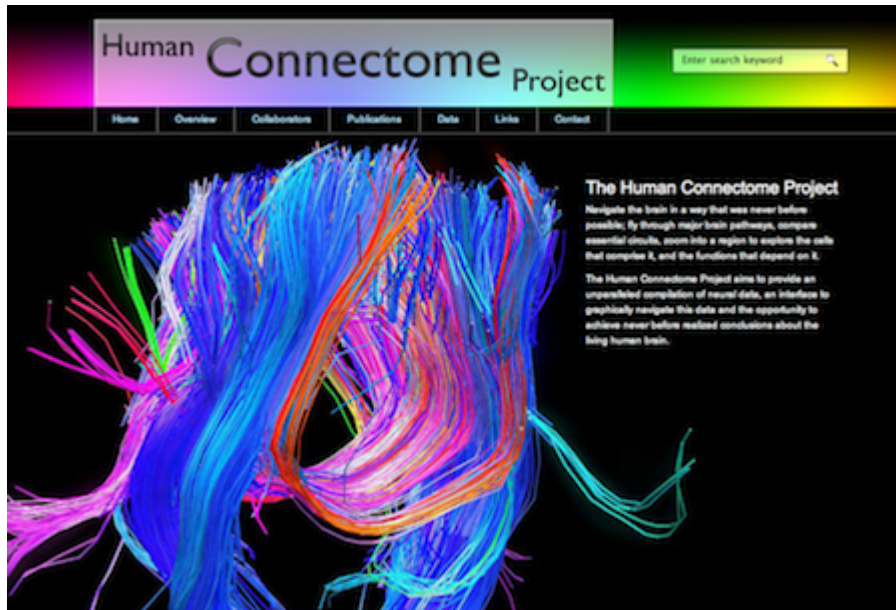 Human
Connectome
Project
Enter search keyword
Home Overview Collaborators Publications Data Links Contact
The Human Connectome Project
Navigate the brain in a way that was never before
possible; fly through major brain pathways, compare
essential circuits, zoom into a region to explore the cells
that comprise it, and the functions that depend on it.
The Human Connectome Project aims to provide an
unparalleled compilation of neural data, an interface to
graphically navigate this data and the opportunity to
achieve never before realized conclusions about the
living human brain.